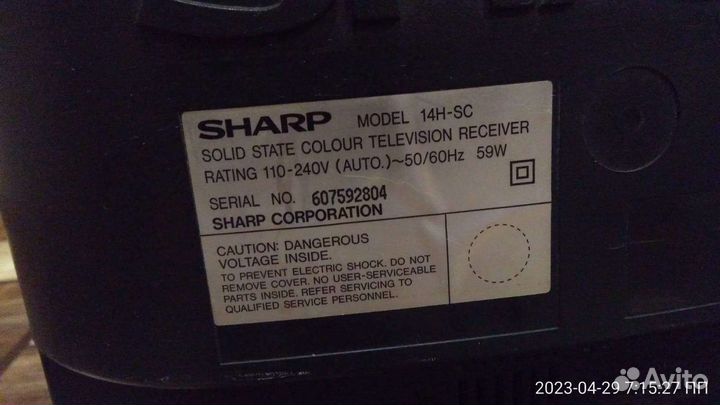 SHARP MODEL 14H-SC
SOLID STATE COLOUR TELEVISION RECEIVER
RATING 110-240V (AUTO.)~50/60Hz 59W
SERIAL NO. 607592804
SHARP CORPORATION
CAUTION: DANGEROUS
VOLTAGE INSIDE.
TO PREVENT ELECTRIC SHOCK. DO NOT
REMOVE COVER. NO USER-SERVICEABLE
PARTS INSIDE. REFER SERVICING TO
QUALIFIED SERVICE PERSONNEL.
Avito
2023-04-29 7:15:27 ПП